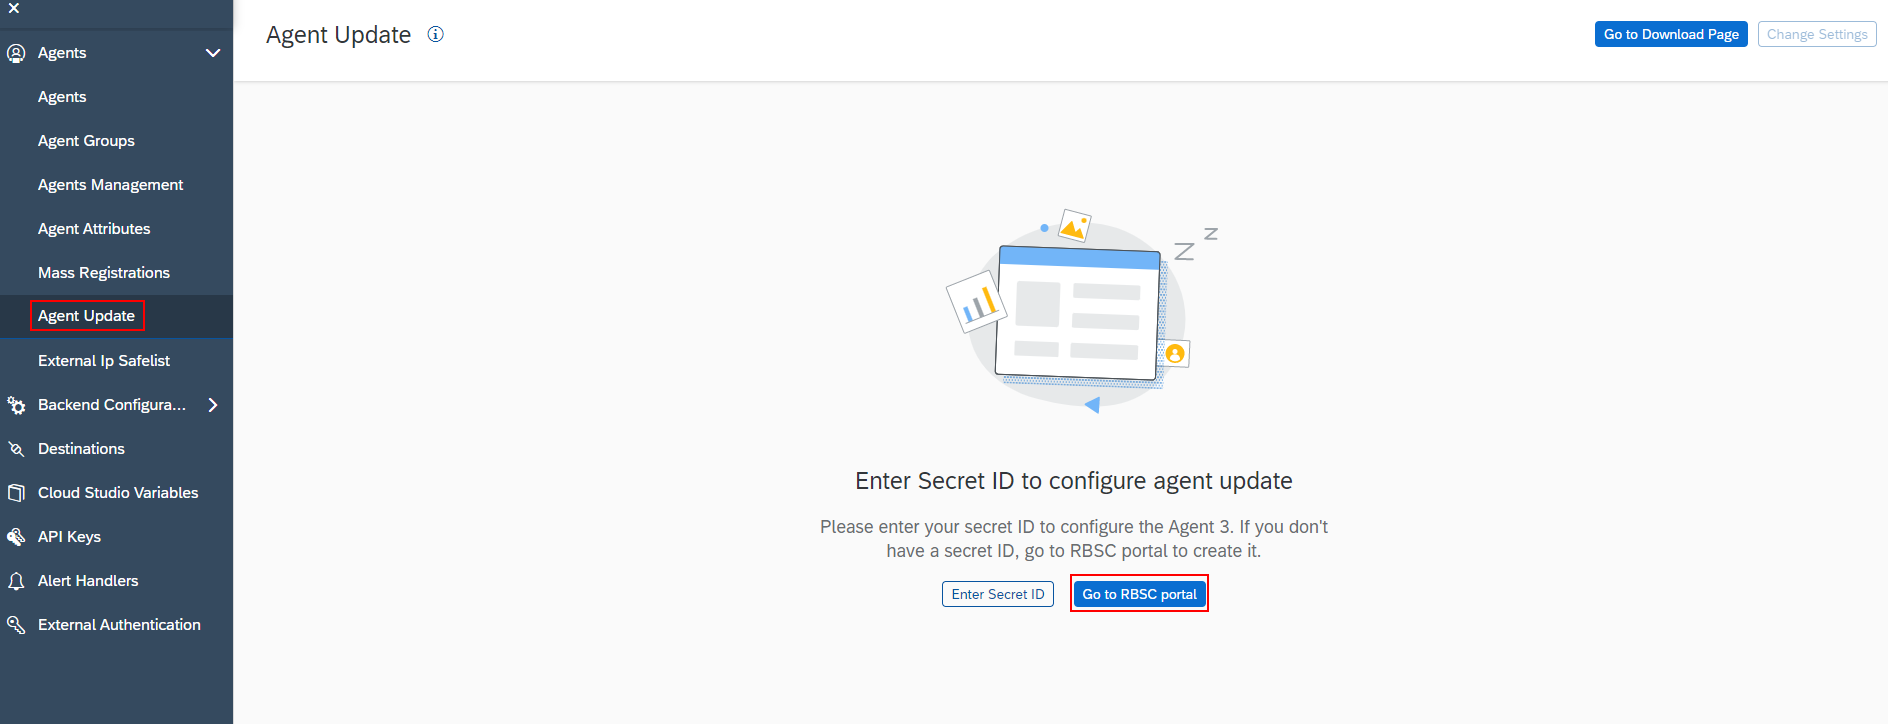 Agents
Agents
Agent Groups
Agents Management
Agent Attributes
Mass Registrations
Agent Update
External Ip Safelist
Backend Configura...
Destinations
Cloud Studio Variables
API Keys
Alert Handlers
External Authentication
Agent Update
Go to Download Page
Change Settings
Z
Z
Enter Secret ID to configure agent update
Please enter your secret ID to configure the Agent 3. If you don't
have a secret ID, go to RBSC portal to create it.
Enter Secret ID
Go to RBSC portal